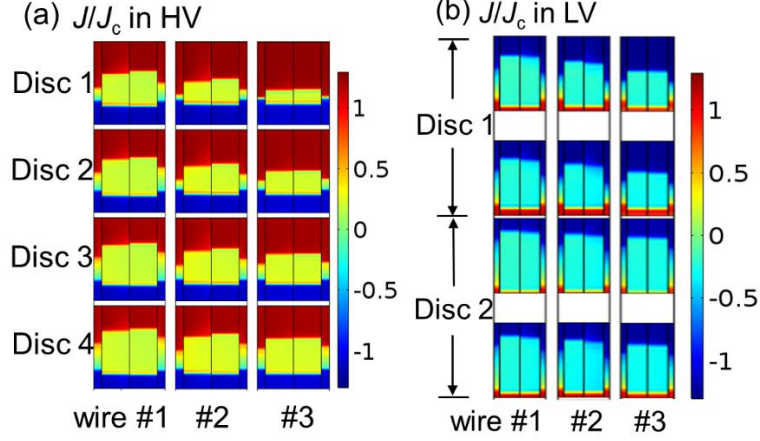 (a) J/Jc in HV
Disc 1
Disc 2
Disc 3
Disc 4
wire #1 #2 #3
1
0.5
0
-0.5
-1
(b) J/Jc in LV
Disc 1
Disc 2
wire #1 #2 #3
1
0.5
0
-0.5
-1